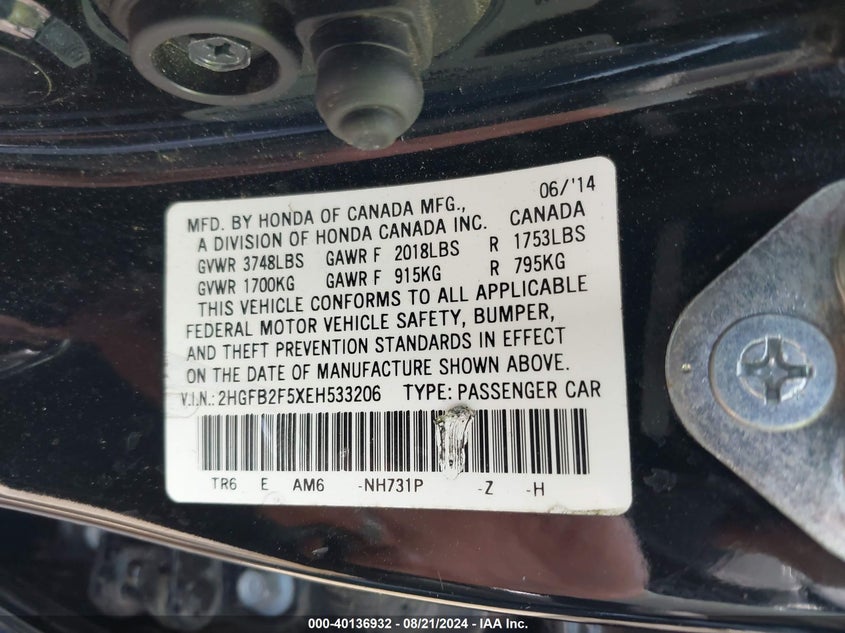 06/'14
MFD. BY HONDA OF CANADA MFG.,
A DIVISION OF HONDA CANADA INC. CANADA
GVWR 3748LBS GAWR F 2018LBS R 1753LBS
GVWR 1700KG GAWR F 915KG R 795KG
THIS VEHICLE CONFORMS TO ALL APPLICABLE
FEDERAL MOTOR VEHICLE SAFETY, BUMPER,
AND THEFT PREVENTION STANDARDS IN EFFECT
ON THE DATE OF MANUFACTURE SHOWN ABOVE.
V.I.N.: 2HGFB2F5XEH533206 TYPE: PASSENGER CAR
TR6 E AM6 -NH731P -Z -H
000-40136932 - 08/21/2024 - IAA Inc.